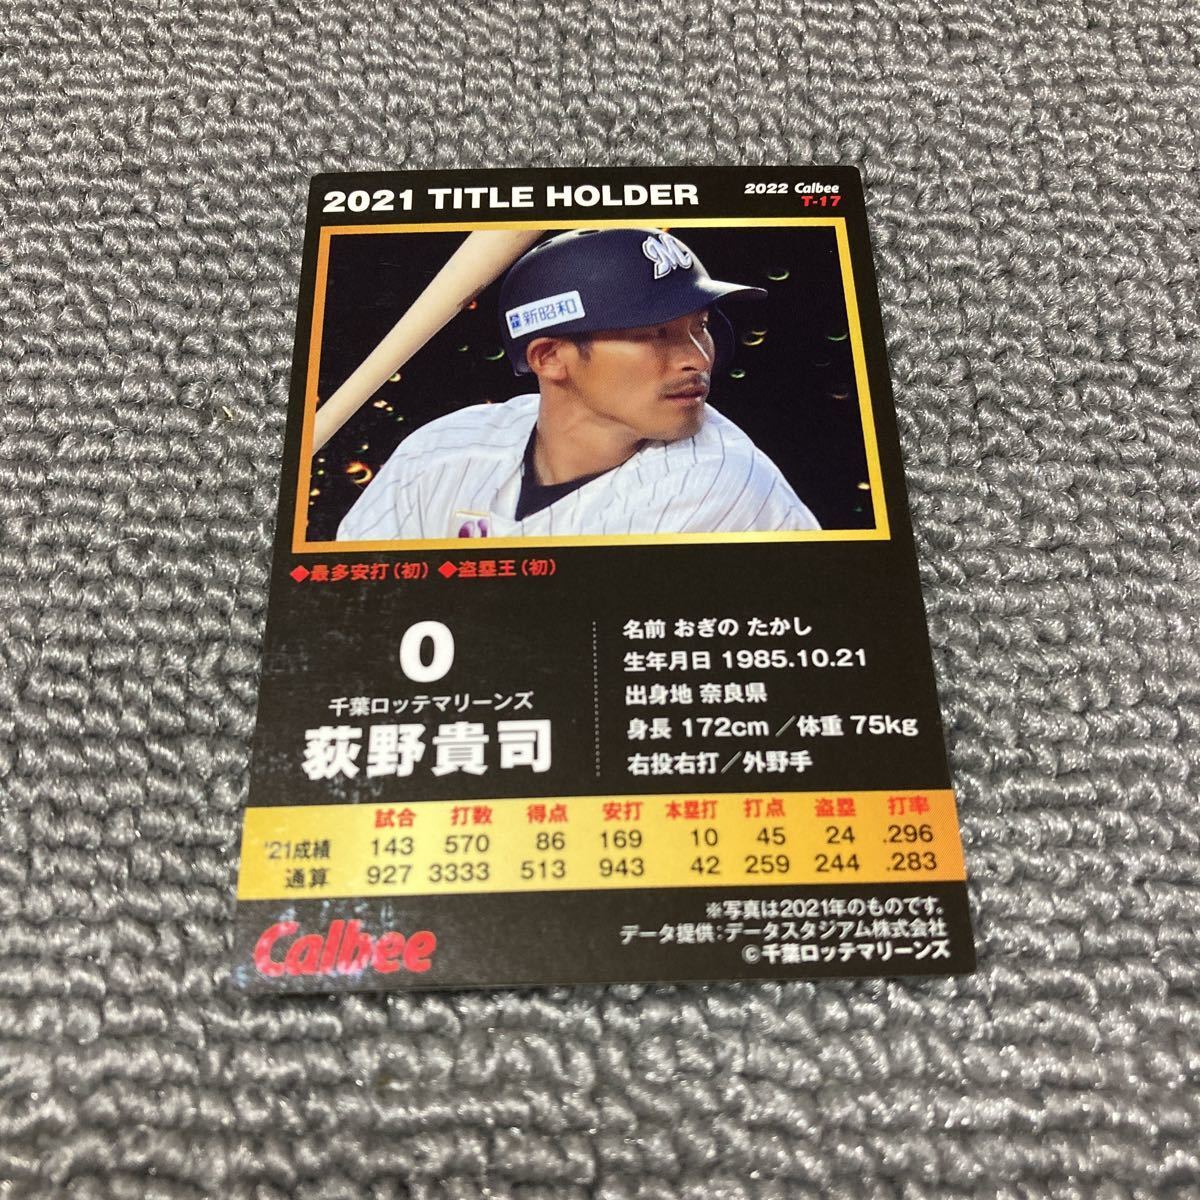 2021 TITLE HOLDER
2022 Calbee
T-17
M
新昭和
◆最多安打(初) ◆盗塁王(初)
0
千葉ロッテマリーンズ
荻野貴司
名前 おぎの たかし
生年月日 1985.10.21
出身地 奈良県
身長 172cm/体重 75kg
右投右打/外野手
試合 打数 得点 安打 本塁打 打点 盗塁 打率
'21成績 143 570 86 169 10 45 24 .296
通算 927 3333 513 943 42 259 244 .283
Calbee
※写真は2021年のものです。
データ提供:データスタジアム株式会社
©千葉ロッテマリーンズ